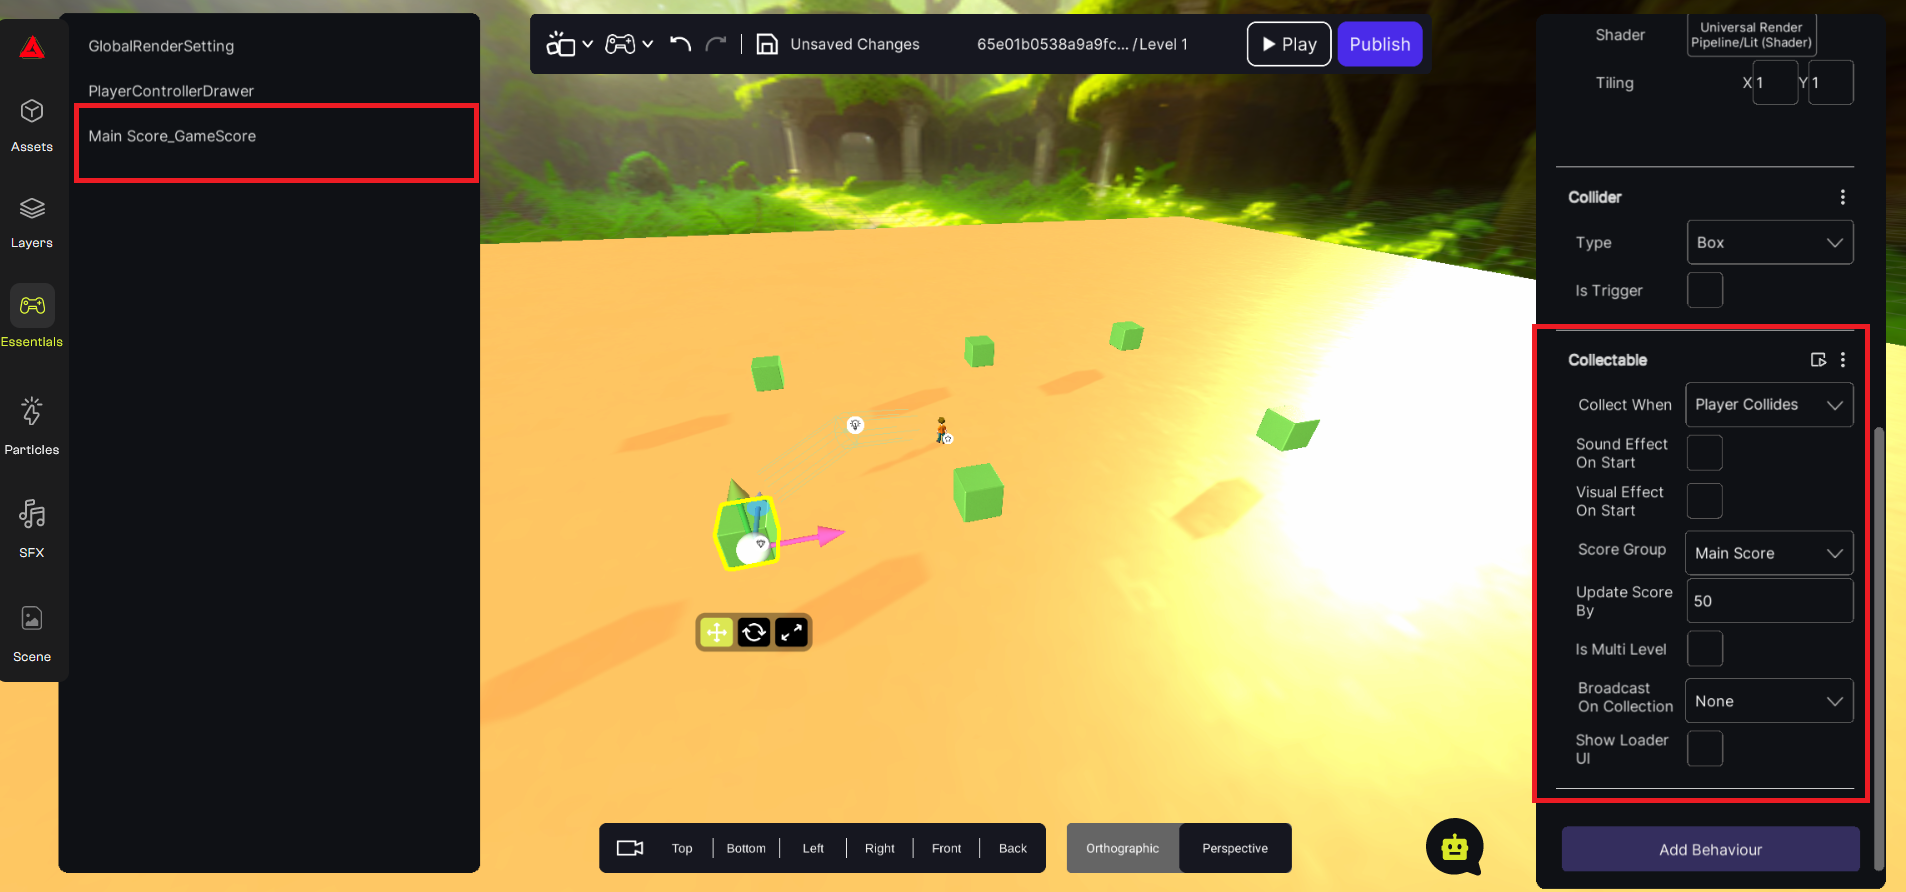 Assets
Layers
Essentials
Particles
SFX
Scene
GlobalRenderSetting
PlayerControllerDrawer
Main Score_GameScore
Unsaved Changes
65e01b0538a9a9fc... / Level 1
Play
Publish
Shader
Universal Render
Pipeline/Lit (Shader)
Tiling
X 1 Y 1
Collider
Type
Box
Is Trigger
Collectable
Collect When
Player Collides
Sound Effect
On Start
Visual Effect
On Start
Score Group
Main Score
Update Score
By
50
Is Multi Level
Broadcast
On Collection
None
Show Loader
UI
Add Behaviour
Top
Bottom
Left
Right
Front
Back
Orthographic
Perspective